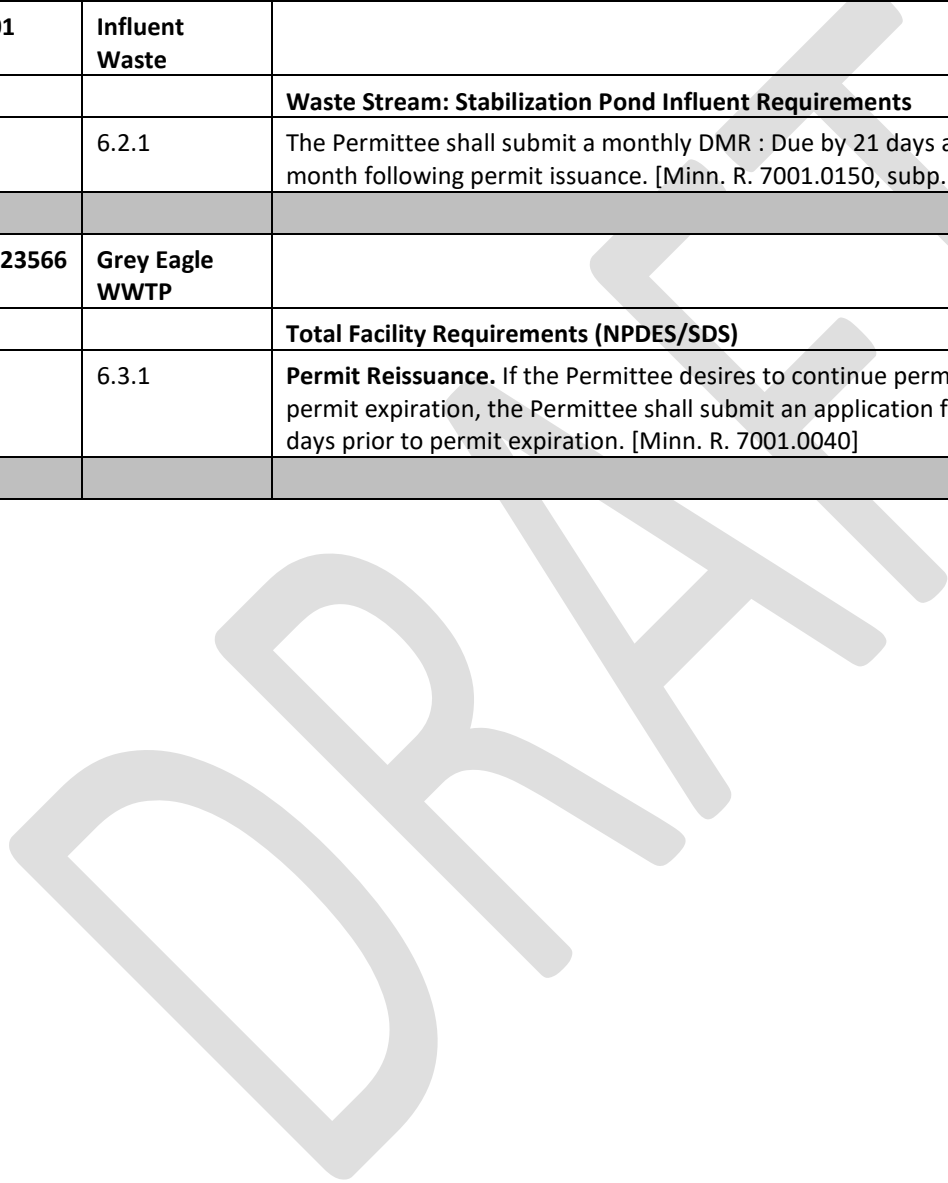 1 Influent
Waste
Waste Stream: Stabilization Pond Influent Requirements
6.2.1 The Permittee shall submit a monthly DMR : Due by 21 days
month following permit issuance. [Minn. R. 7001.0150, subp.
23566 Grey Eagle
WWTP
Total Facility Requirements (NPDES/SDS)
6.3.1 Permit Reissuance. If the Permittee desires to continue
permit expiration, the Permittee shall submit an application
days prior to permit expiration. [Minn. R. 7001.0040]
DRAFT